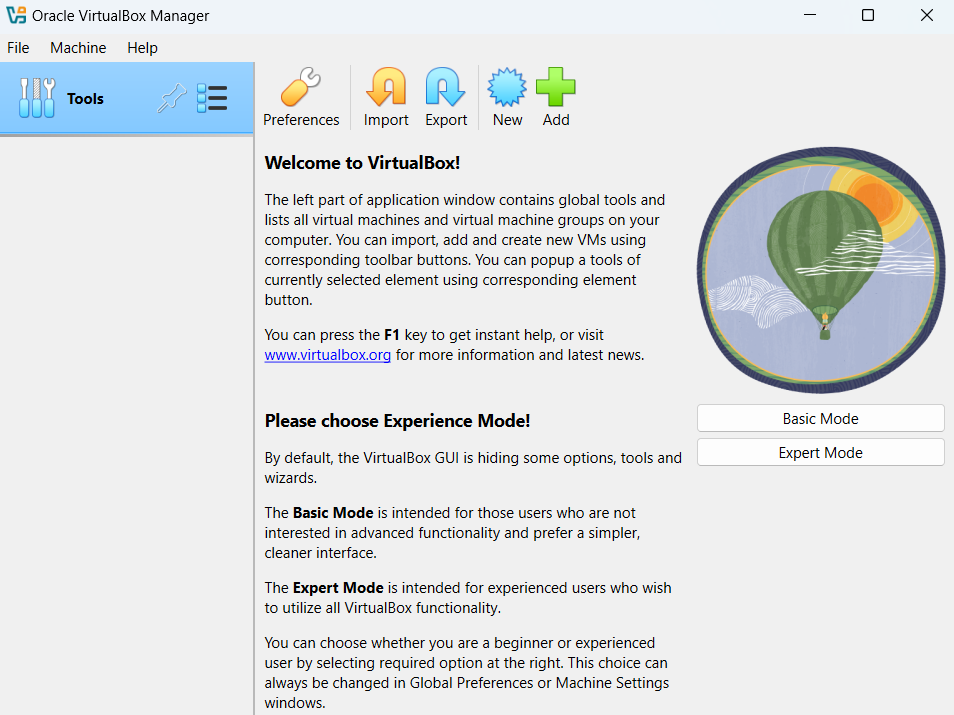 Oracle VirtualBox Manager
File Machine Help
Tools
Preferences Import Export New Add
Welcome to VirtualBox!
The left part of application window contains global tools and
lists all virtual machines and virtual machine groups on your
computer. You can import, add and create new VMs using
corresponding toolbar buttons. You can popup a tools of
currently selected element using corresponding element
button.
You can press the F1 key to get instant help, or visit
www.virtualbox.org for more information and latest news.
Please choose Experience Mode!
By default, the VirtualBox GUI is hiding some options, tools and
wizards.
The Basic Mode is intended for those users who are not
interested in advanced functionality and prefer a simpler,
cleaner interface.
The Expert Mode is intended for experienced users who wish
to utilize all VirtualBox functionality.
You can choose whether you are a beginner or experienced
user by selecting required option at the right. This choice can
always be changed in Global Preferences or Machine Settings
windows.
Basic Mode
Expert Mode